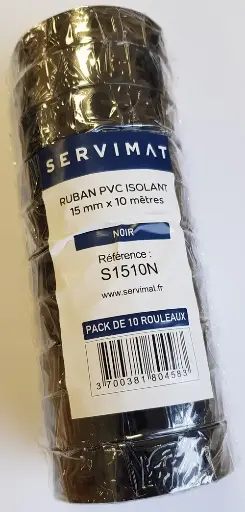 SERVIMAT
RUBAN PVC ISOLANT
15 mm x 10 mètres
NOIR
Référence :
S1510N
www.servimat.fr
PACK DE 10 ROULEAUX
3 700381 804583